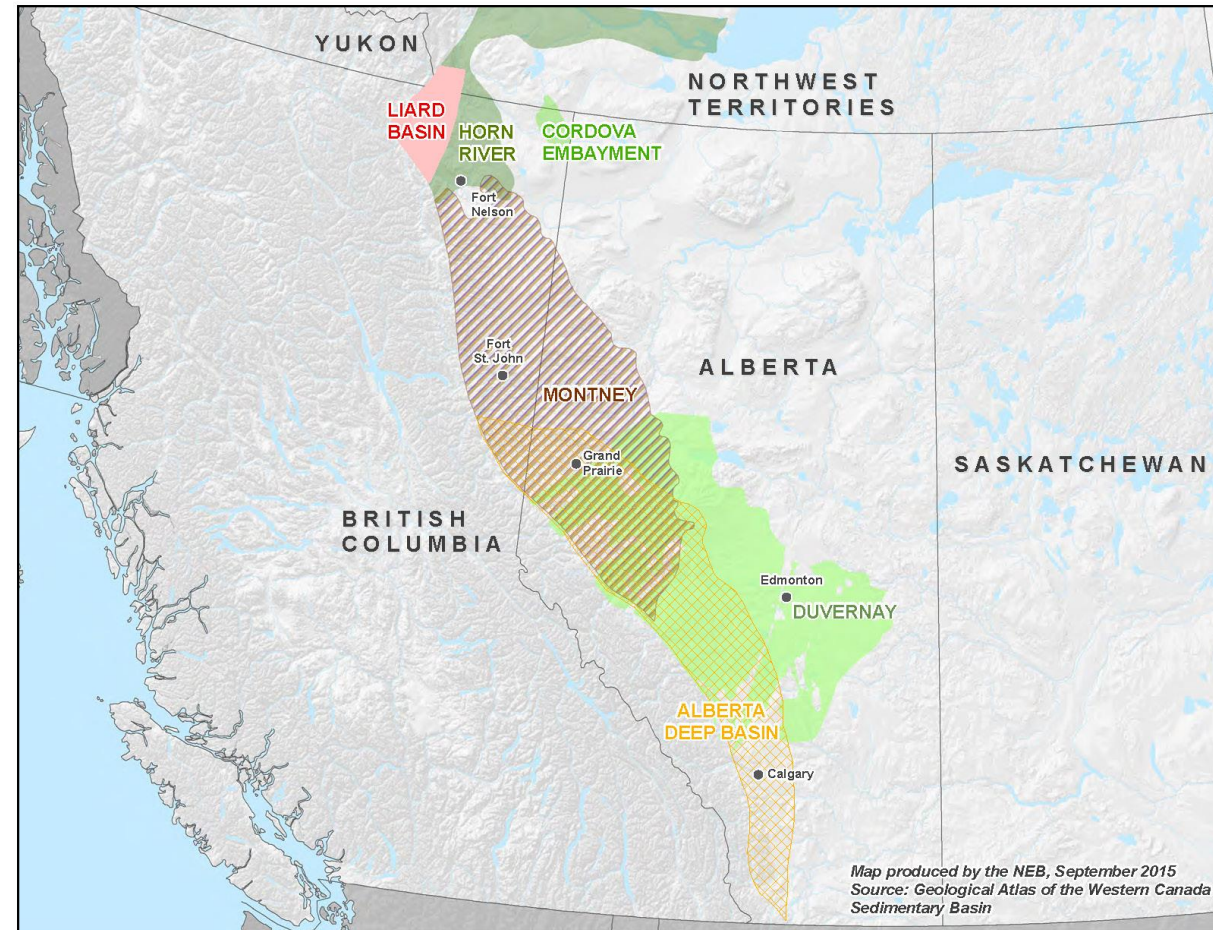 YUKON
NORTHWEST
TERRITORIES
LIARD
BASIN
HORN
RIVER
CORDOVA
EMBAYMENT
Fort
Nelson
Fort
St. John
ALBERTA
MONTNEY
Grand
Prairie
SASKATCHEWAN
BRITISH
COLUMBIA
Edmonton
DUVERNAY
ALBERTA
DEEP BASIN
Calgary
Map produced by the NEB, September 2015
Source: Geological Atlas of the Western Canada
Sedimentary Basin